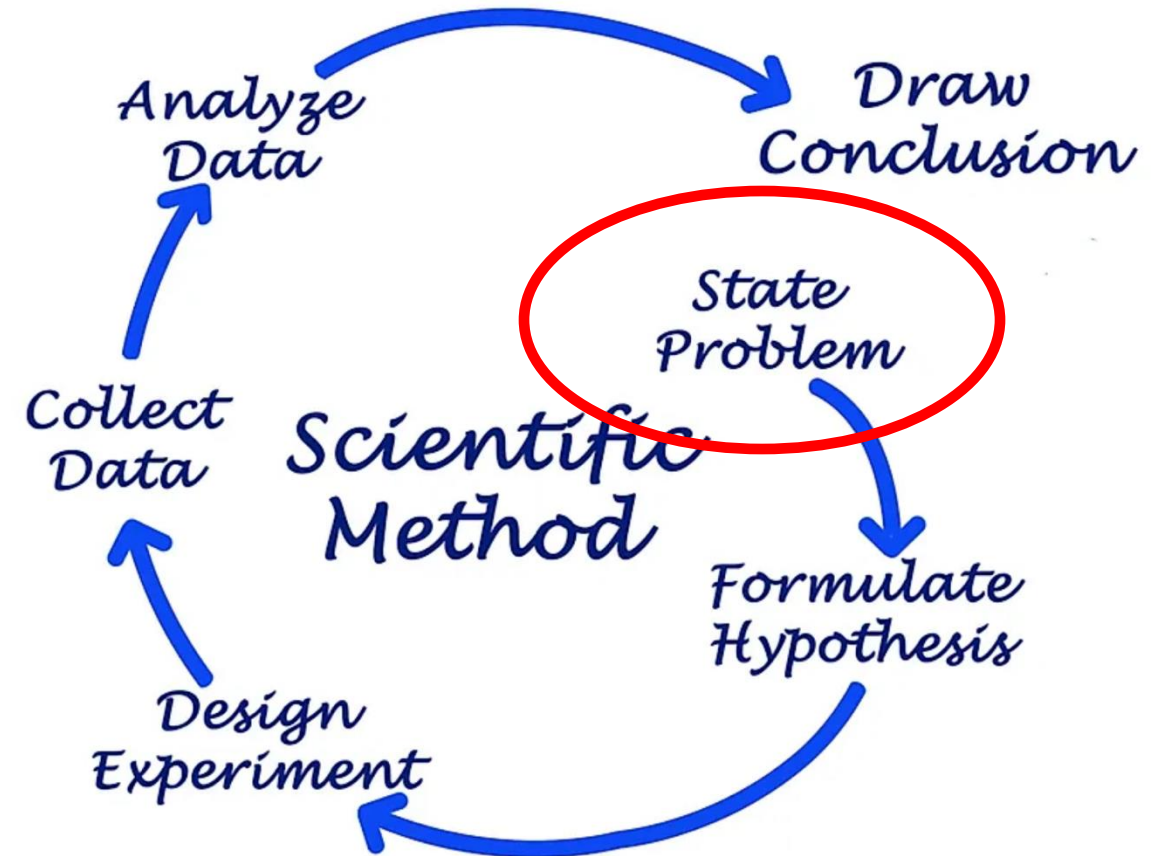 Analyze
Data
Draw
Conclusion
State
Problem
Collect
Data
Scientific
Method
Formulate
Hypothesis
Design
Experiment